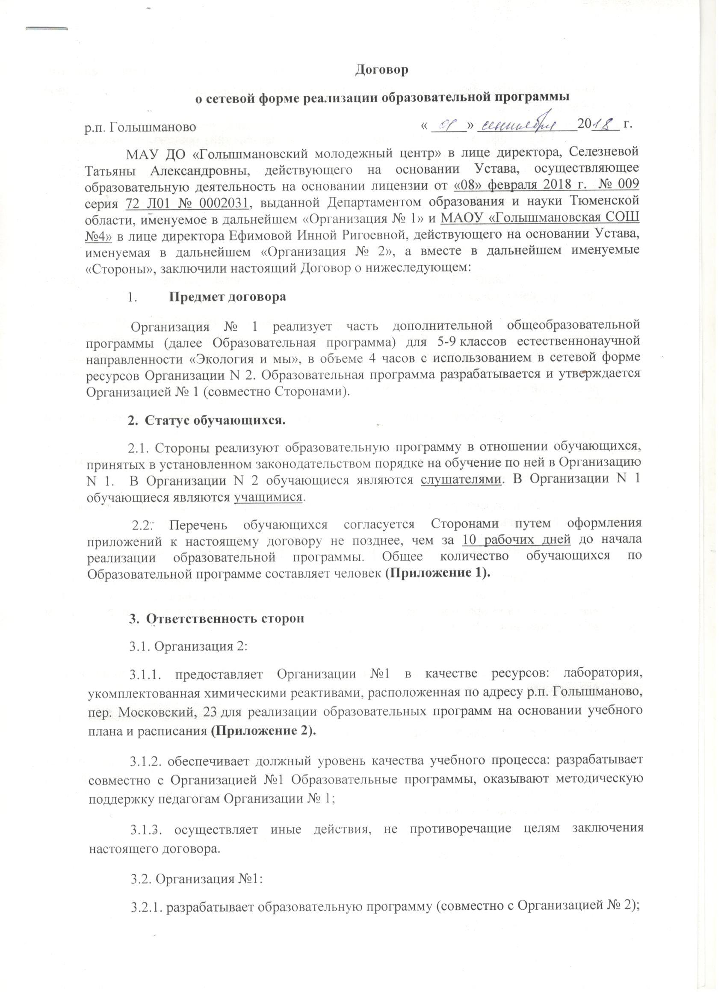 Договор
о сетевой форме реализации образовательной программы
р.п. Голышманово « 01 » сентября 2018 г.
МАУ ДО «Голышмановский молодежный центр» в лице директора, Селезневой
Татьяны Александровны, действующего на основании Устава, осуществляющее
образовательную деятельность на основании лицензии от «08» февраля 2018 г. № 009
серия 72 Л01 № 0002031, выданной Департаментом образования и науки Тюменской
области, именуемое в дальнейшем «Организация № 1» и МАОУ «Голышмановская СОШ
№4» в лице директора Ефимовой Инной Ригоевной, действующего на основании Устава,
именуемая в дальнейшем «Организация № 2», а вместе в дальнейшем именуемые
«Стороны», заключили настоящий Договор о нижеследующем:
1. Предмет договора
Организация № 1 реализует часть дополнительной общеобразовательной
программы (далее Образовательная программа) для 5-9 классов естественнонаучной
направленности «Экология и мы», в объеме 4 часов с использованием в сетевой форме
ресурсов Организации N 2. Образовательная программа разрабатывается и утверждается
Организацией № 1 (совместно Сторонами).
2. Статус обучающихся.
2.1. Стороны реализуют образовательную программу в отношении обучающихся,
принятых в установленном законодательством порядке на обучение по ней в Организацию
N 1. В Организации N 2 обучающиеся являются слушателями. В Организации N 1
обучающиеся являются учащимися.
2.2. Перечень обучающихся согласуется Сторонами путем оформления
приложений к настоящему договору не позднее, чем за 10 рабочих дней до начала
реализации образовательной программы. Общее количество обучающихся по
Образовательной программе составляет человек (Приложение 1).
3. Ответственность сторон
3.1. Организация 2:
3.1.1. предоставляет Организации №1 в качестве ресурсов: лаборатория,
укомплектованная химическими реактивами, расположенная по адресу р.п. Голышманово,
пер. Московский, 23 для реализации образовательных программ на основании учебного
плана и расписания (Приложение 2).
3.1.2. обеспечивает должный уровень качества учебного процесса: разрабатывает
совместно с Организацией №1 Образовательные программы, оказывают методическую
поддержку педагогам Организации № 1;
3.1.3. осуществляет иные действия, не противоречащие целям заключения
настоящего договора.
3.2. Организация №1:
3.2.1. разрабатывает образовательную программу (совместно с Организацией № 2);